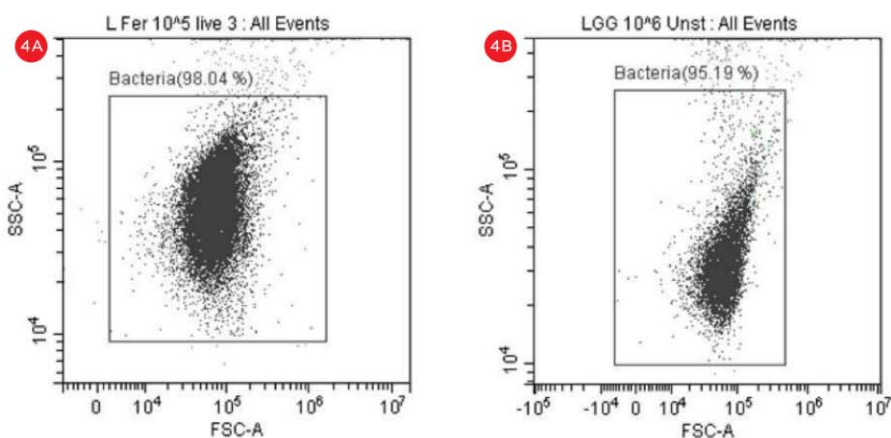 4A
L Fer 10^5 live 3 : All Events
Bacteria(98.04 %)
SSC-A
10^5
10^4
0 10^4 10^5 10^6 10^7
FSC-A
4B
LGG 10^6 Unst : All Events
Bacteria(95.19 %)
SSC-A
10^5
10^4
-10^5 -10^4 0 10^4 10^5 10^6 10^7
FSC-A